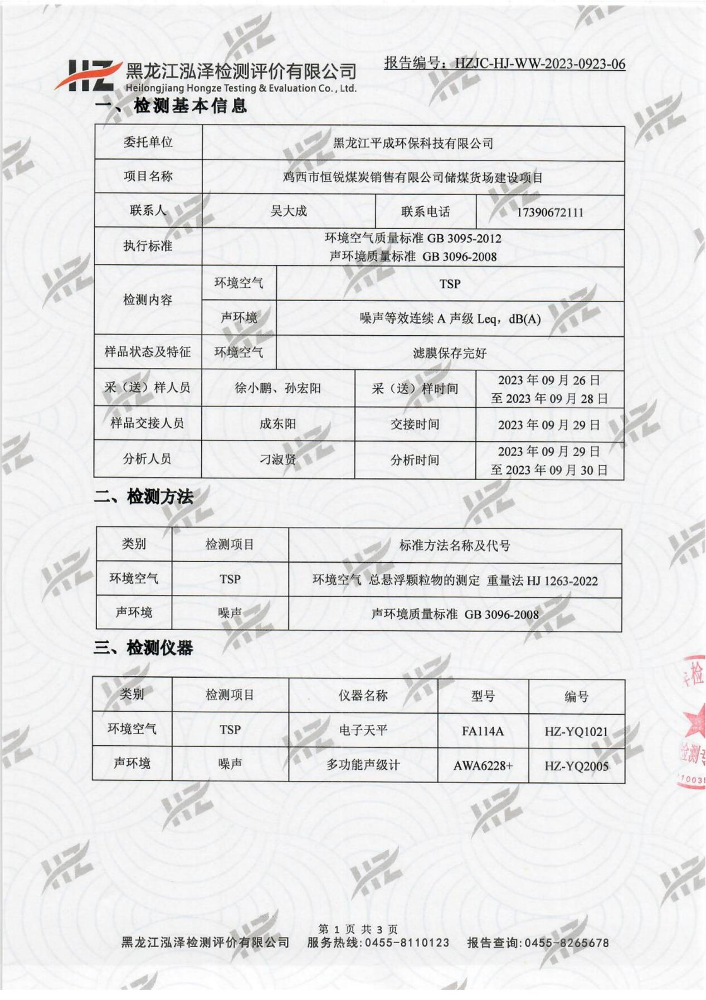 报告编号：HZJC-HJ-WW-2023-0923-06
HZ 黑龙江泓泽检测评价有限公司
Heilongjiang Hongze Testing & Evaluation Co., Ltd.
一、检测基本信息
委托单位 黑龙江平成环保科技有限公司
项目名称 鸡西市恒锐煤炭销售有限公司储煤货场建设项目
联系人 吴大成 联系电话 17390672111
执行标准 环境空气质量标准 GB 3095-2012
声环境质量标准 GB 3096-2008
检测内容 环境空气 TSP
声环境 噪声等效连续 A 声级 Leq，dB(A)
样品状态及特征 环境空气 滤膜保存完好
采（送）样人员 徐小鹏、孙宏阳 采（送）样时间 2023 年 09 月 26 日
至 2023 年 09 月 28 日
样品交接人员 成东阳 交接时间 2023 年 09 月 29 日
分析人员 刁淑贤 分析时间 2023 年 09 月 29 日
至 2023 年 09 月 30 日
二、检测方法
类别 检测项目 标准方法名称及代号
环境空气 TSP 环境空气 总悬浮颗粒物的测定 重量法 HJ 1263-2022
声环境 噪声 声环境质量标准 GB 3096-2008
三、检测仪器
类别 检测项目 仪器名称 型号 编号
环境空气 TSP 电子天平 FA114A HZ-YQ1021
声环境 噪声 多功能声级计 AWA6228+ HZ-YQ2005
检
检测专
第 1 页 共 3 页
黑龙江泓泽检测评价有限公司 服务热线:0455-8110123 报告查询:0455-8265678